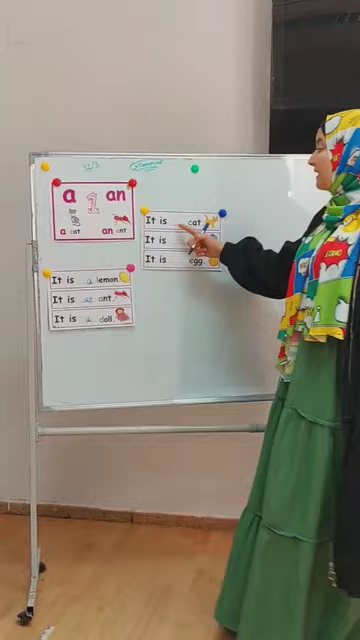 Grammar
a an
a cat an ant
It is a lemon.
It is an ant.
It is a doll.
It is cat.
It is
It is egg.